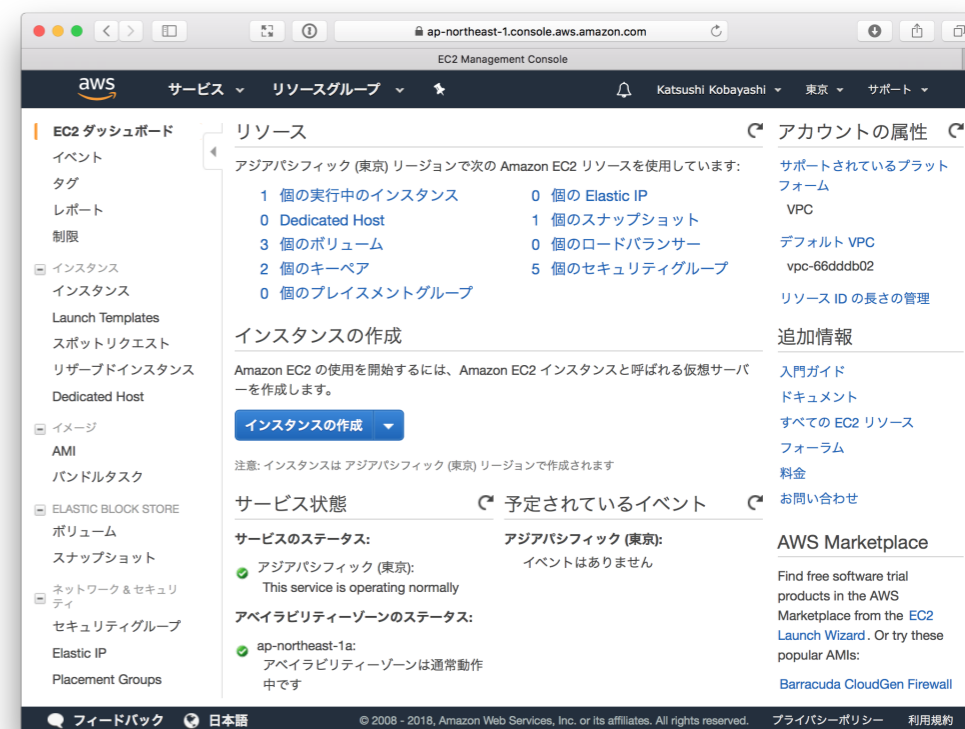 ap-northeast-1.console.aws.amazon.com
EC2 Management Console
aws
サービス
リソースグループ
Katsushi Kobayashi
東京
サポート
EC2 ダッシュボード
イベント
タグ
レポート
制限
インスタンス
インスタンス
Launch Templates
スポットリクエスト
リザーブドインスタンス
Dedicated Host
イメージ
AMI
バンドルタスク
ELASTIC BLOCK STORE
ボリューム
スナップショット
ネットワーク & セキュリ
ティ
セキュリティグループ
Elastic IP
Placement Groups
リソース
アジアパシフィック (東京) リージョンで次の Amazon EC2 リソースを使用しています:
1 個の実行中のインスタンス
0 Dedicated Host
3 個のボリューム
2 個のキーペア
0 個のプレイスメントグループ
0 個の Elastic IP
1 個のスナップショット
0 個のロードバランサー
5 個のセキュリティグループ
インスタンスの作成
Amazon EC2 の使用を開始するには、Amazon EC2 インスタンスと呼ばれる仮想サーバ
ーを作成します。
インスタンスの作成
注意: インスタンスは アジアパシフィック (東京) リージョンで作成されます
サービス状態
サービスのステータス:
アジアパシフィック (東京):
This service is operating normally
アベイラビリティーゾーンのステータス:
ap-northeast-1a:
アベイラビリティーゾーンは通常動作
中です
予定されているイベント
アジアパシフィック (東京):
イベントはありません
アカウントの属性
サポートされているプラット
フォーム
VPC
デフォルト VPC
vpc-66dddb02
リソース ID の長さの管理
追加情報
入門ガイド
ドキュメント
すべての EC2 リソース
フォーラム
料金
お問い合わせ
AWS Marketplace
Find free software trial
products in the AWS
Marketplace from the EC2
Launch Wizard. Or try these
popular AMIs:
Barracuda CloudGen Firewall
フィードバック
日本語
© 2008 - 2018, Amazon Web Services, Inc. or its affiliates. All rights reserved.
プライバシーポリシー
利用規約